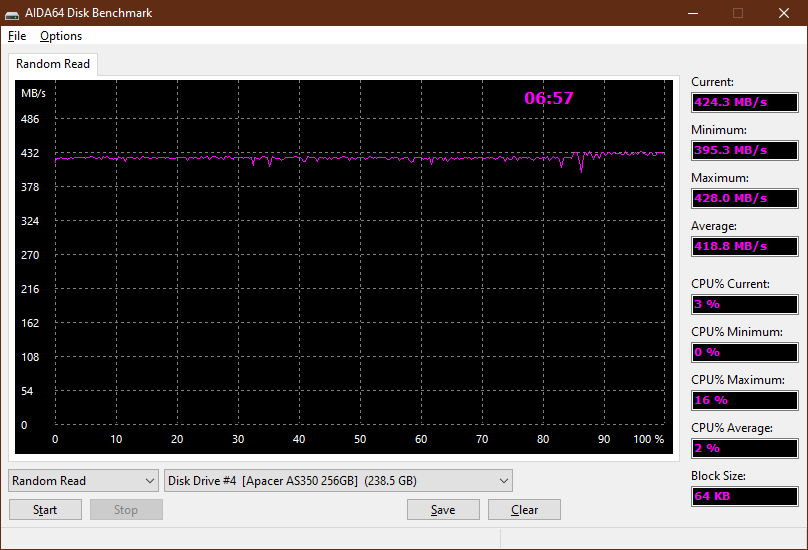 AIDA64 Disk Benchmark
File Options
Random Read
MB/s
06:57
486
432
378
324
270
216
162
108
54
0
0 10 20 30 40 50 60 70 80 90 100 %
Current:
424.3 MB/s
Minimum:
395.3 MB/s
Maximum:
428.0 MB/s
Average:
418.8 MB/s
CPU% Current:
3 %
CPU% Minimum:
0 %
CPU% Maximum:
16 %
CPU% Average:
2 %
Block Size:
64 KB
Random Read
Disk Drive #4 [Apacer AS350 256GB] (238.5 GB)
Start Stop Save Clear